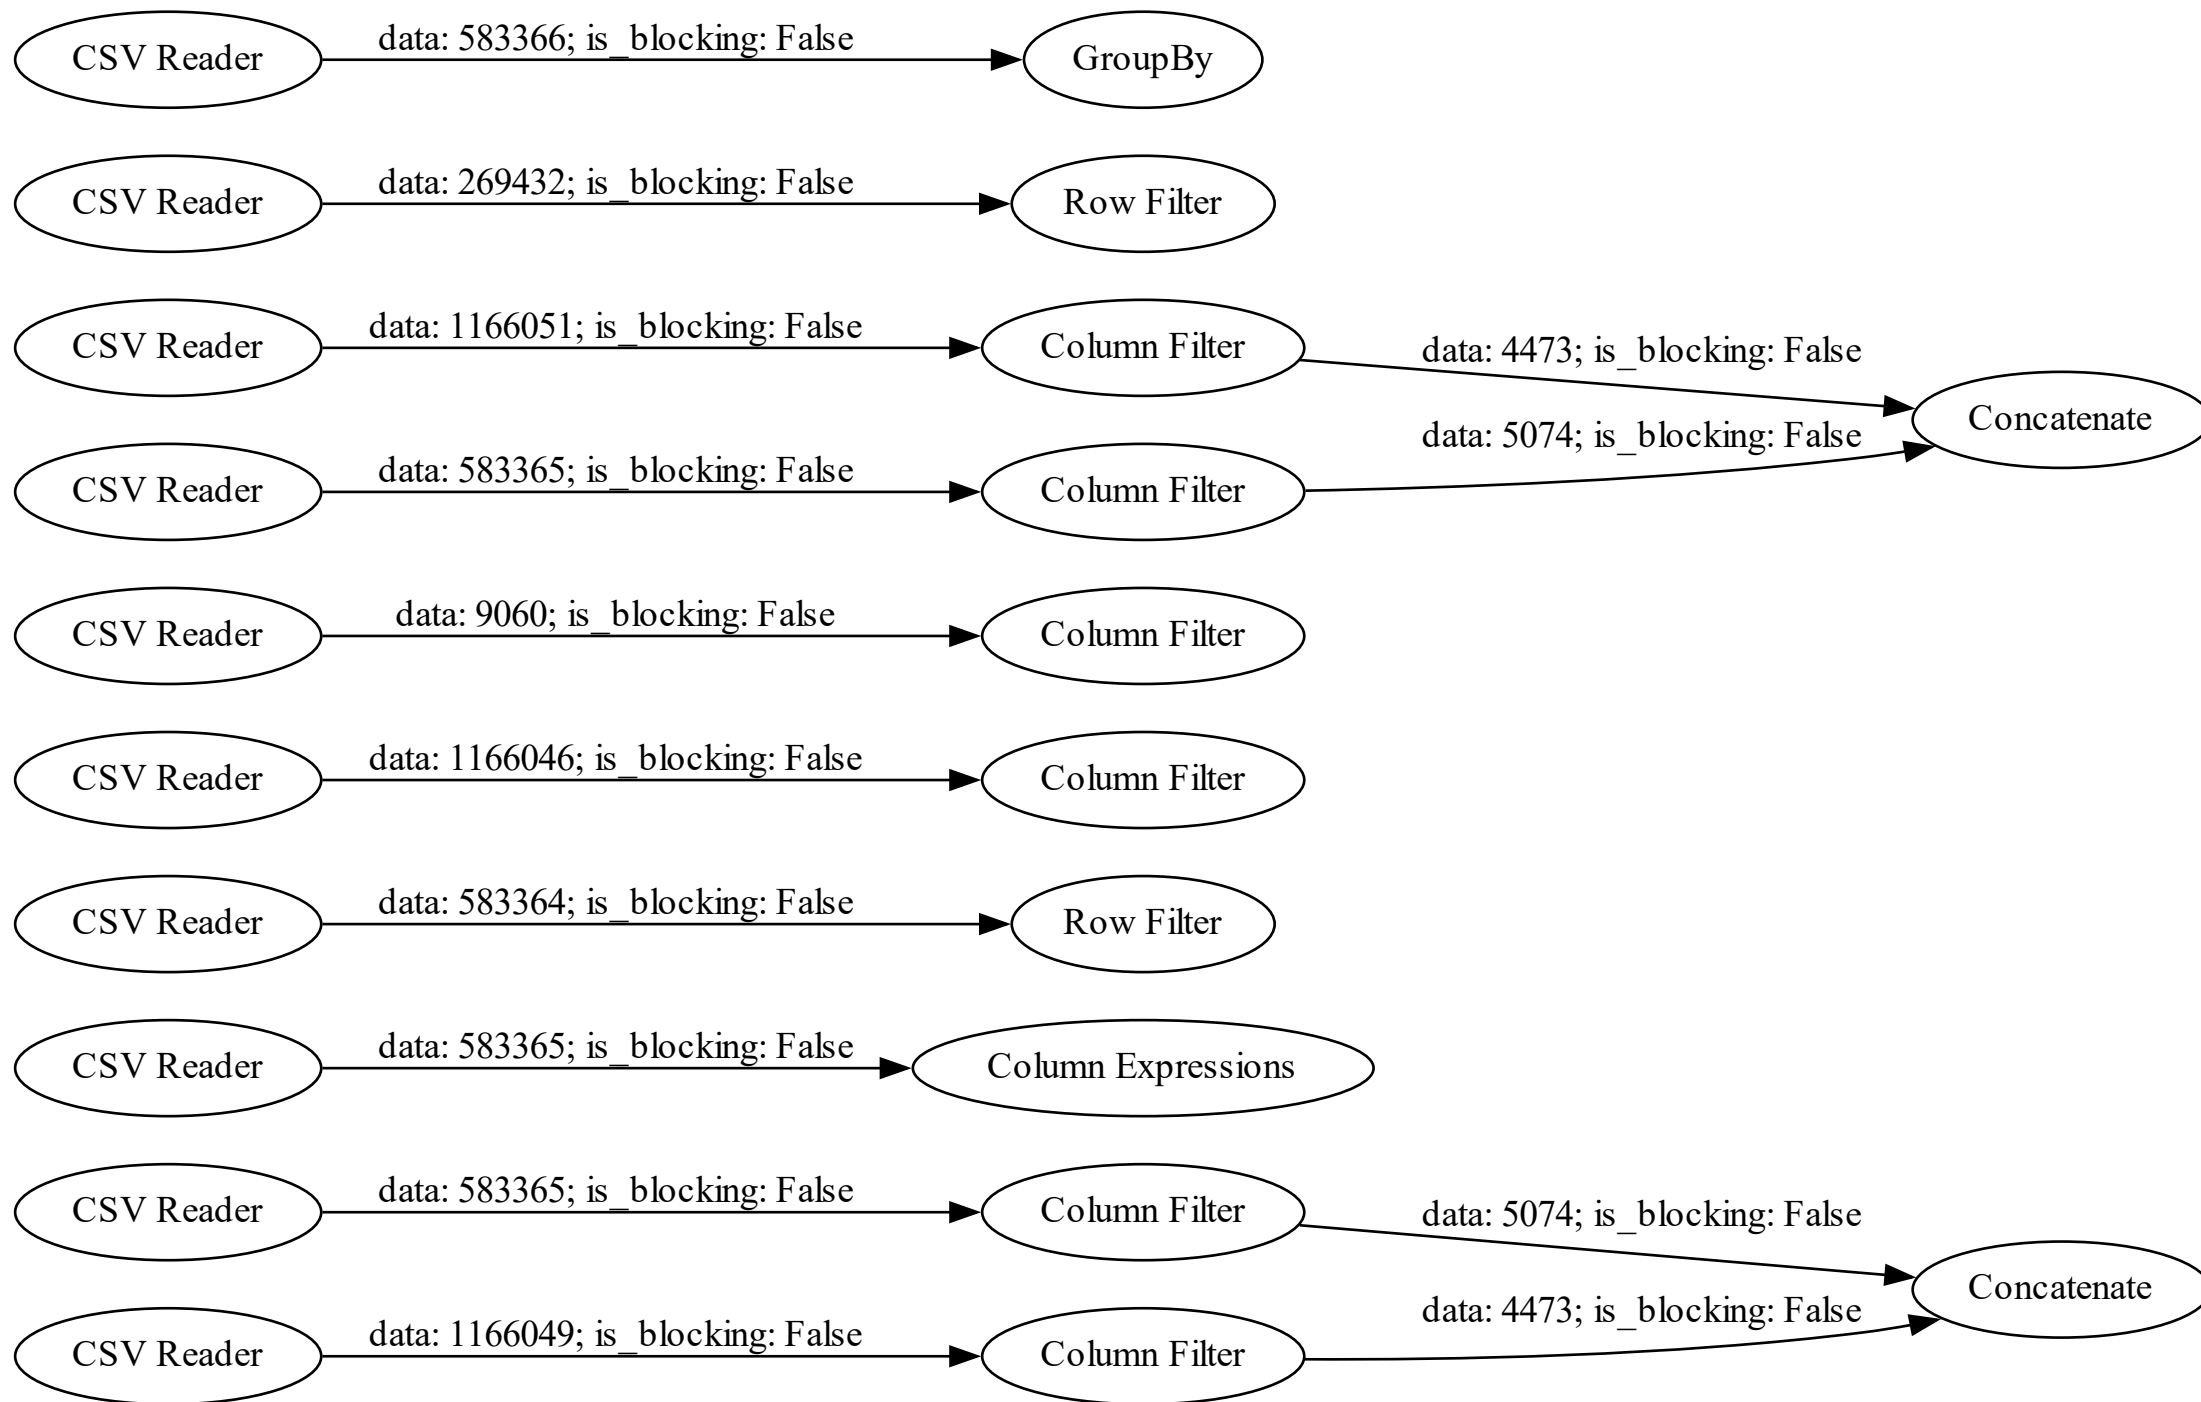 CSV Reader data: 583366; is_blocking: False GroupBy
CSV Reader data: 269432; is_blocking: False Row Filter
CSV Reader data: 1166051; is_blocking: False Column Filter data: 4473; is_blocking: False
Concatenate
CSV Reader data: 583365; is_blocking: False Column Filter data: 5074; is_blocking: False
CSV Reader data: 9060; is_blocking: False Column Filter
CSV Reader data: 1166046; is_blocking: False Column Filter
CSV Reader data: 583364; is_blocking: False Row Filter
CSV Reader data: 583365; is_blocking: False Column Expressions
CSV Reader data: 583365; is_blocking: False Column Filter data: 5074; is_blocking: False
Concatenate
CSV Reader data: 1166049; is_blocking: False Column Filter data: 4473; is_blocking: False